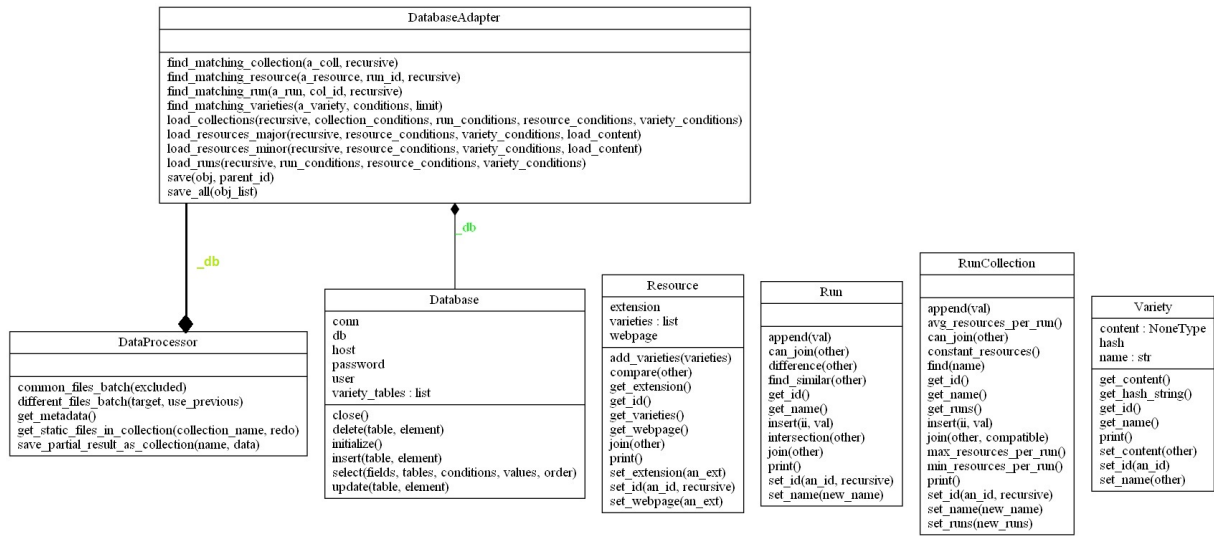 DatabaseAdapter
find_matching_collection(a_coll, recursive)
find_matching_resource(a_resource, run_id, recursive)
find_matching_run(a_run, col_id, recursive)
find_matching_varieties(a_variety, conditions, limit)
load_collections(recursive, collection_conditions, run_conditions, resource_conditions, variety_conditions)
load_resources_major(recursive, resource_conditions, variety_conditions, load_content)
load_resources_minor(recursive, resource_conditions, variety_conditions, load_content)
load_runs(recursive, run_conditions, resource_conditions, variety_conditions)
save(obj, parent_id)
save_all(obj_list)
_db
_db
DataProcessor
common_files_batch(excluded)
different_files_batch(target, use_previous)
get_metadata()
get_static_files_in_collection(collection_name, redo)
save_partial_result_as_collection(name, data)
Database
conn
db
host
password
user
variety_tables : list
close()
delete(table, element)
initialize()
insert(table, element)
select(fields, tables, conditions, values, order)
update(table, element)
Resource
extension
varieties : list
webpage
add_varieties(varieties)
compare(other)
get_extension()
get_id()
get_varieties()
get_webpage()
join(other)
print()
set_extension(an_ext)
set_id(an_id, recursive)
set_webpage(an_ext)
Run
append(val)
can_join(other)
difference(other)
find_similar(other)
get_id()
get_name()
insert(ii, val)
intersection(other)
join(other)
print()
set_id(an_id, recursive)
set_name(new_name)
RunCollection
append(val)
avg_resources_per_run()
can_join(other)
constant_resources()
find(name)
get_id()
get_name()
get_runs()
insert(ii, val)
join(other, compatible)
max_resources_per_run()
min_resources_per_run()
print()
set_id(an_id, recursive)
set_name(new_name)
set_runs(new_runs)
Variety
content : NoneType
hash
name : str
get_content()
get_hash_string()
get_id()
get_name()
print()
set_content(other)
set_id(an_id)
set_name(other)